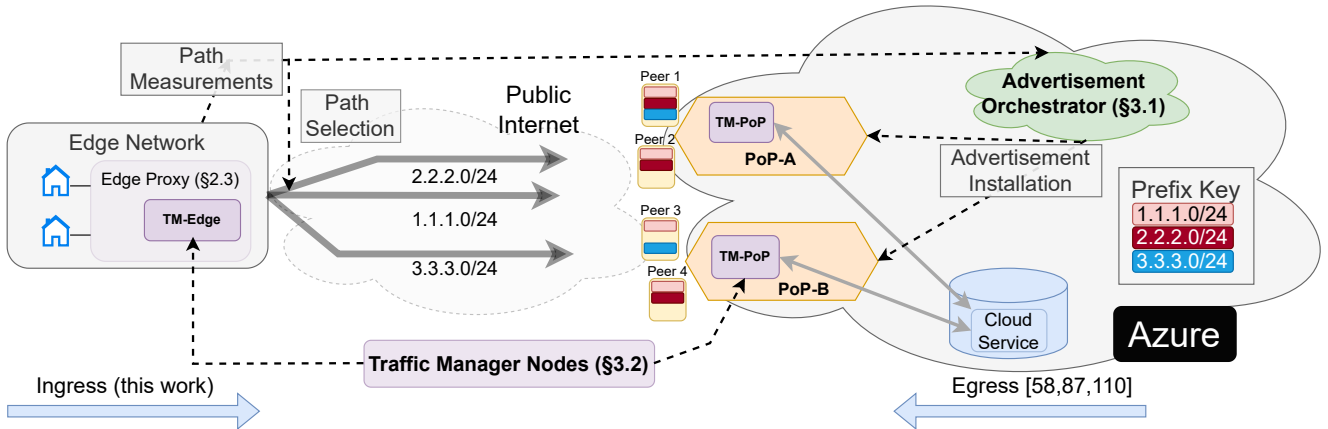 Path
Measurements
Path
Selection
Public
Internet
Edge Network
Edge Proxy (§2.3)
TM-Edge
2.2.2.0/24
1.1.1.0/24
3.3.3.0/24
Peer 1
Peer 2
Peer 3
Peer 4
TM-PoP
PoP-A
TM-PoP
PoP-B
Advertisement
Orchestrator (§3.1)
Advertisement
Installation
Prefix Key
1.1.1.0/24
2.2.2.0/24
3.3.3.0/24
Cloud
Service
Azure
Traffic Manager Nodes (§3.2)
Ingress (this work)
Egress [58,87,110]